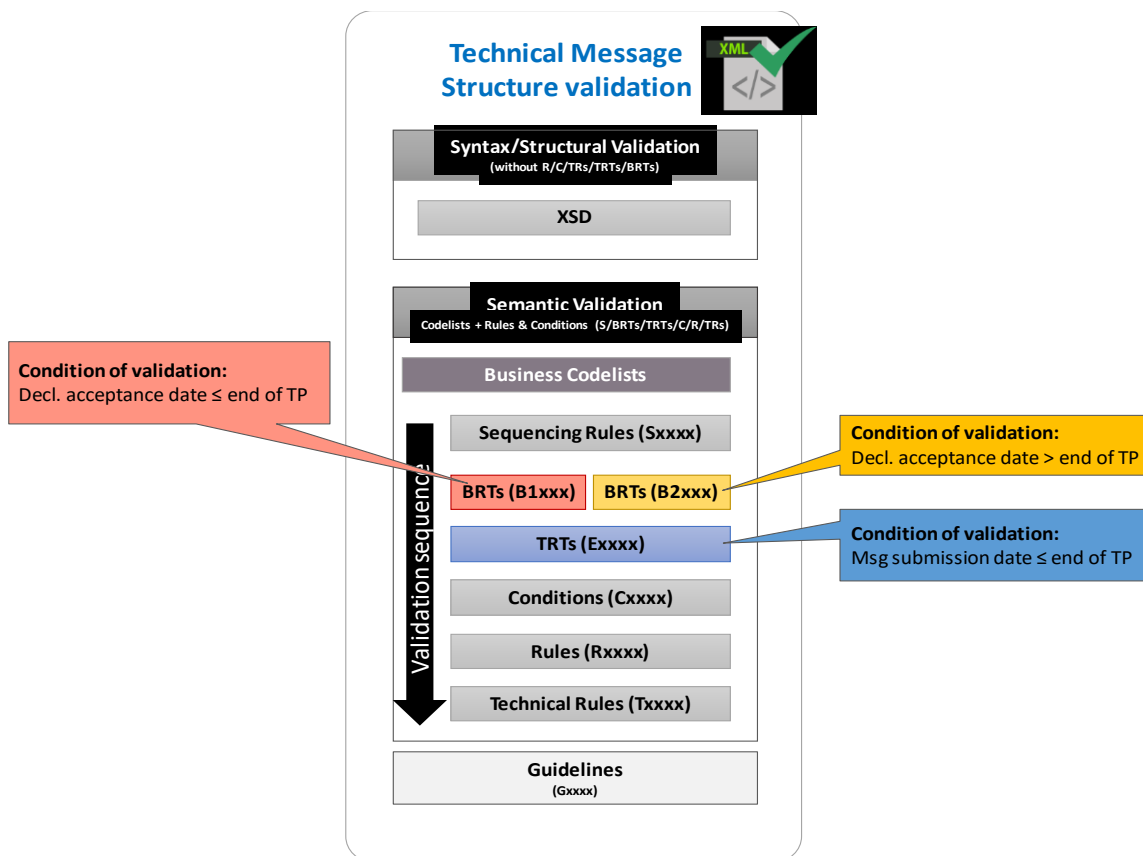 Technical Message
Structure validation
XML
</>
Syntax/Structural Validation
(without R/C/TRs/TRTs/BRTs)
XSD
Semantic Validation
Codelists + Rules & Conditions (S/BRTs/TRTs/C/R/TRs)
Condition of validation:
Decl. acceptance date ≤ end of TP
Business Codelists
Validation sequence
Sequencing Rules (Sxxxx)
Condition of validation:
Decl. acceptance date > end of TP
BRTs (B1xxx)
BRTs (B2xxx)
TRTs (Exxxx)
Condition of validation:
Msg submission date ≤ end of TP
Conditions (Cxxxx)
Rules (Rxxxx)
Technical Rules (Txxxx)
Guidelines
(Gxxxx)